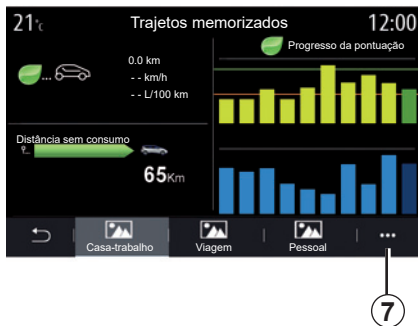 21°c
Trajetos memorizados
12:00
0.0 km
- - km/h
- - L/100 km
Progresso da pontuação
Distância sem consumo
65Km
Casa-trabalho
Viagem
Pessoal
...
7